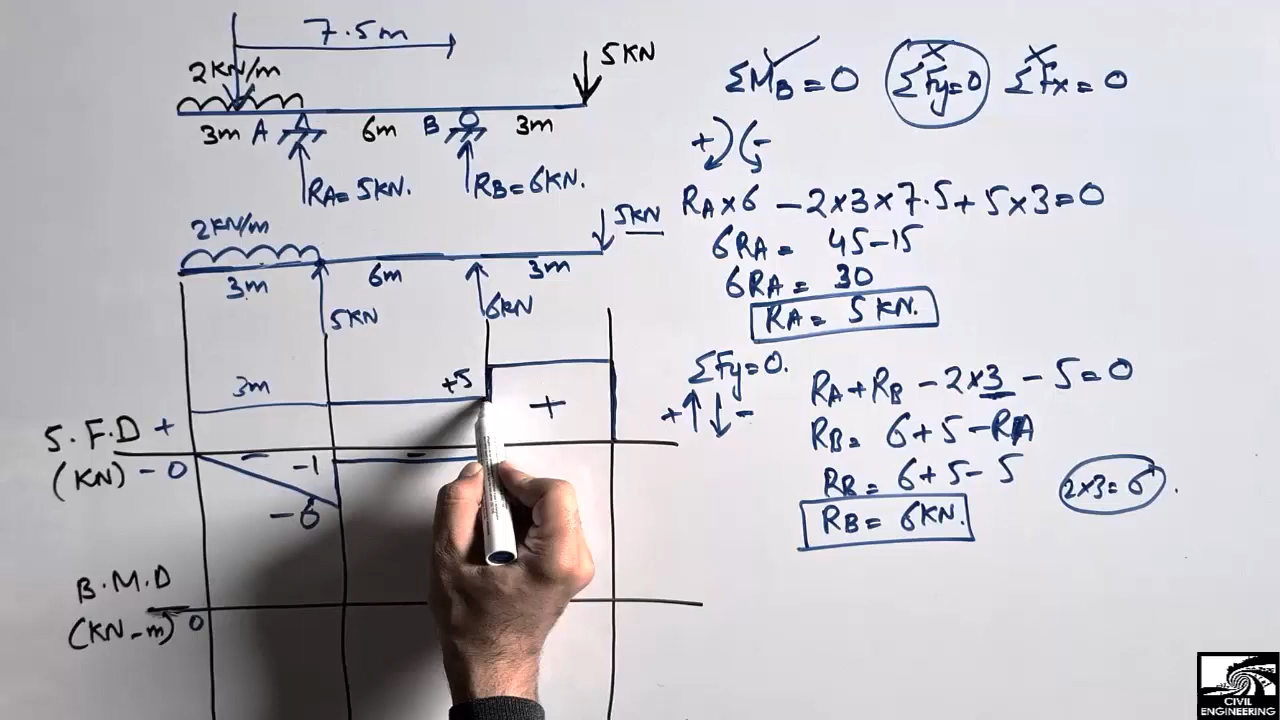 7.5m
2KN/m
5KN
3m A A 6m B 3m
RA=5KN. RB=6KN.
2KN/m 5KN
3m 6m 3m
5KN 6KN
3m +5 +
S.F.D +
(KN) - 0 - -1 -
-6
B.M.D
(KN-m) 0
ΣMB=0 ΣFy=0 ΣFx=0
+ -
RA×6 -2×3×7.5+5×3=0
6RA= 45-15
6RA= 30
RA= 5KN.
ΣFy=0.
+ -
RA+RB-2×3-5=0
RB= 6+5-RA
RB= 6+5-5
RB= 6KN.
2×3=6
CIVIL
ENGINEERING